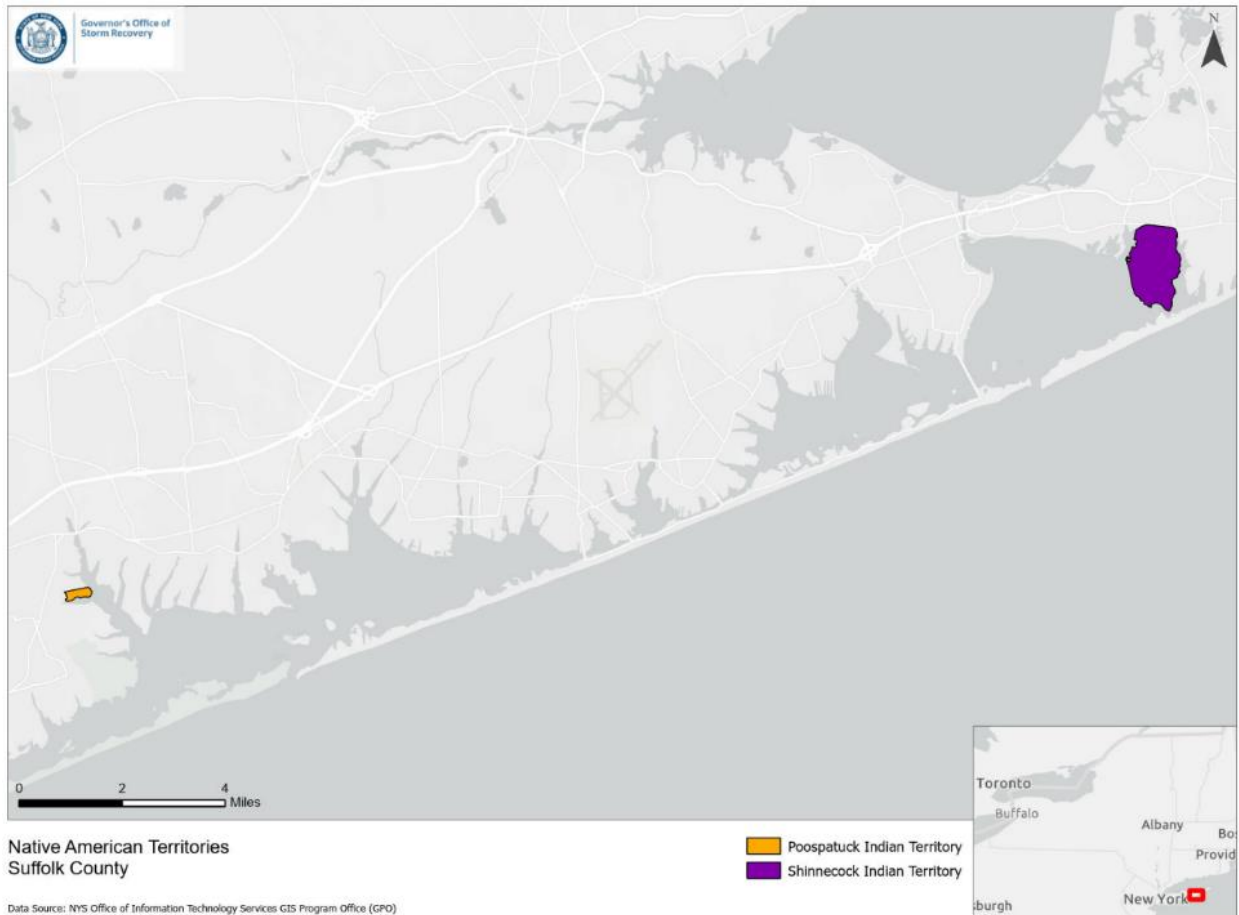 Governor's Office of
Storm Recovery
N
0 2 4
Miles
Native American Territories
Suffolk County
Poospatuck Indian Territory
Shinnecock Indian Territory
Data Source: NYS Office of Information Technology Services GIS Program Office (GPO)
Toronto
Buffalo
Albany
Bos
Provid
New York
sburgh